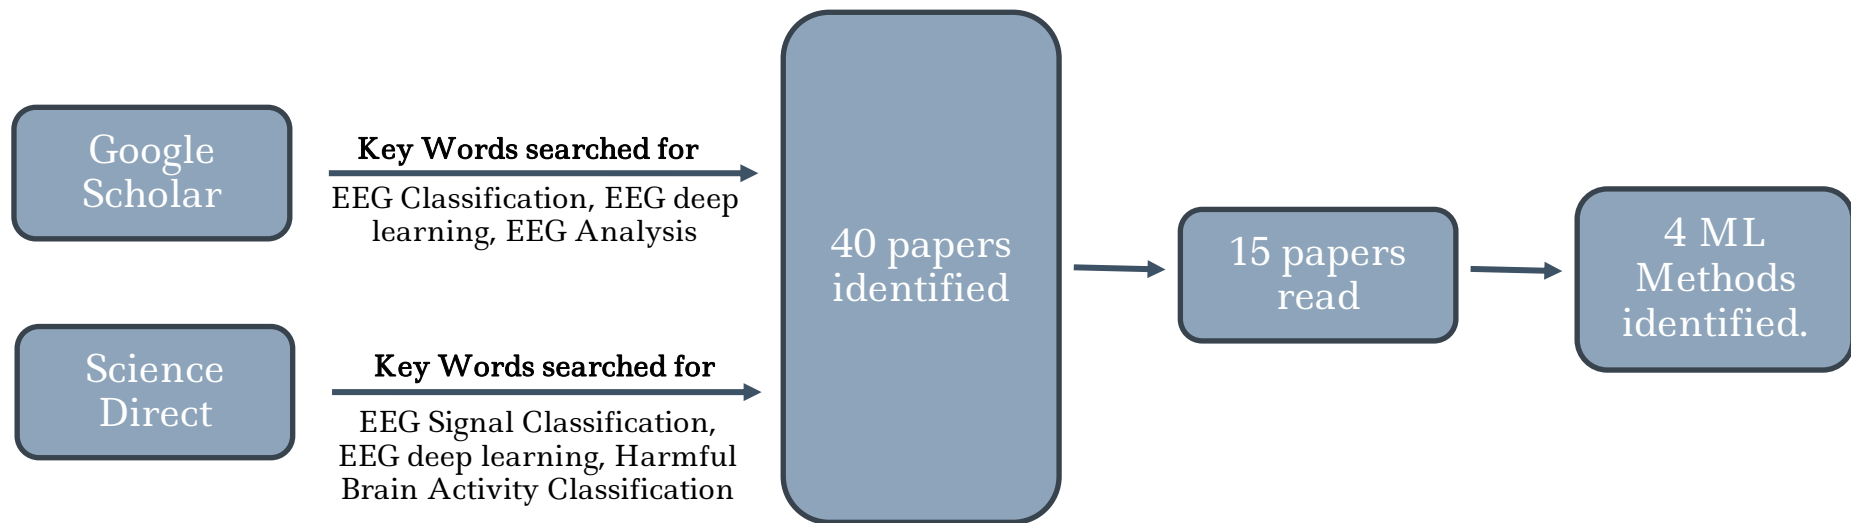 Google
Scholar
Key Words searched for
EEG Classification, EEG deep
learning, EEG Analysis
Science
Direct
Key Words searched for
EEG Signal Classification,
EEG deep learning, Harmful
Brain Activity Classification
40 papers
identified
15 papers
read
4 ML
Methods
identified.